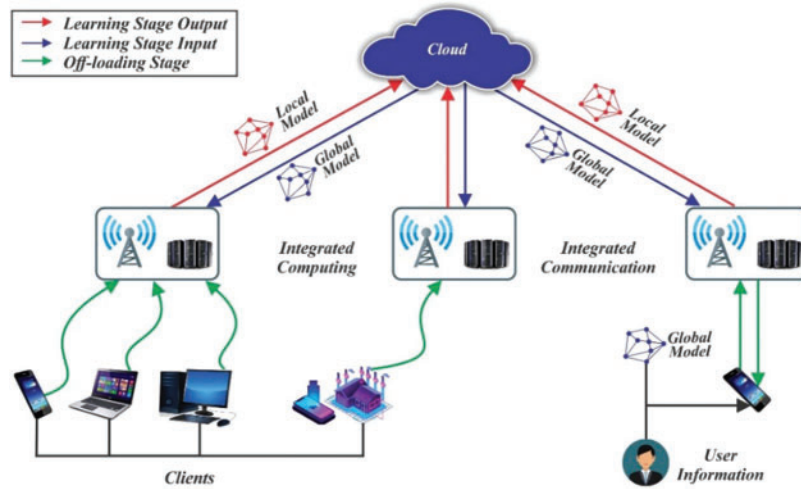 Learning Stage Output
Learning Stage Input
Off-loading Stage
Cloud
Local
Model
Global
Model
Local
Model
Global
Model
Integrated
Computing
Integrated
Communication
Global
Model
Clients
User
Information